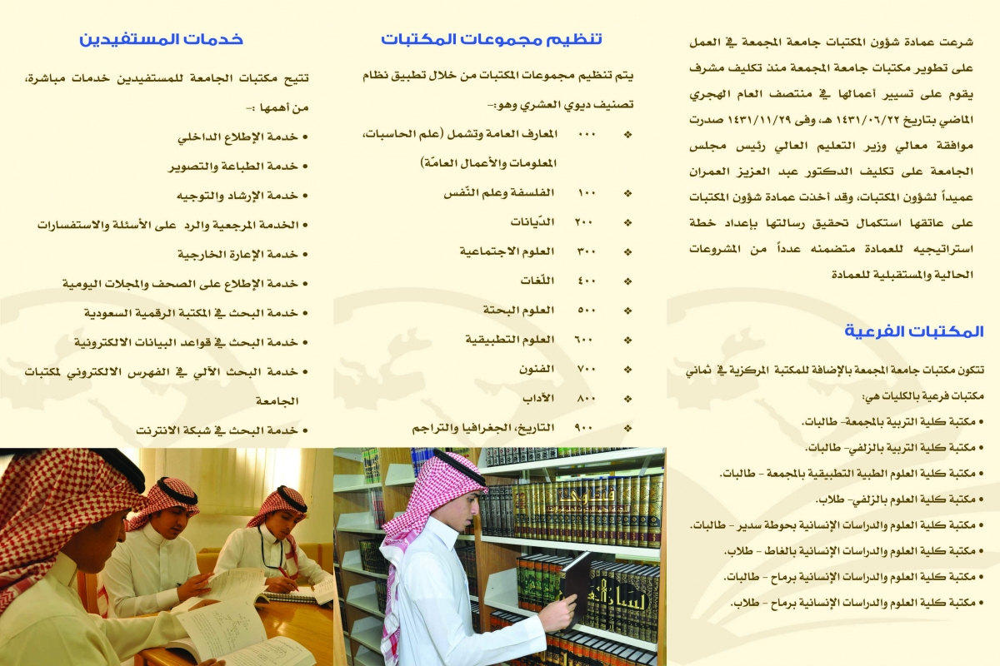 شرعت عمادة شؤون المكتبات جامعة المجمعة في العمل
على تطوير مكتبات جامعة المجمعة منذ تكليف مشرف
يقوم على تسيير أعمالها في منتصف العام الهجري
الماضي بتاريخ ١٤٣١/٠٦/٢٢ هـ، وفى ١٤٣١/١١/٢٩ صدرت
موافقة معالي وزير التعليم العالي رئيس مجلس
الجامعة على تكليف الدكتور عبد العزيز العمران
عميداً لشؤون المكتبات، وقد أخذت عمادة شؤون المكتبات
على عاتقها استكمال تحقيق رسالتها بإعداد خطة
استراتيجيه للعمادة متضمنه عدداً من المشروعات
الحالية والمستقبلية للعمادة
المكتبات الفرعية
تتكون مكتبات جامعة المجمعة بالإضافة للمكتبة المركزية في ثماني
مكتبات فرعية بالكليات هي:
• مكتبة كلية التربية بالمجمعة- طالبات.
• مكتبة كلية التربية بالزلفي- طالبات.
• مكتبة كلية العلوم الطبية التطبيقية بالمجمعة - طالبات.
• مكتبة كلية العلوم بالزلفي- طلاب.
• مكتبة كلية العلوم والدراسات الإنسانية بحوطة سدير - طالبات.
• مكتبة كلية العلوم والدراسات الإنسانية بالغاط - طلاب.
• مكتبة كلية العلوم والدراسات الإنسانية برماح - طالبات.
• مكتبة كلية العلوم والدراسات الإنسانية برماح - طلاب.
تنظيم مجموعات المكتبات
يتم تنظيم مجموعات المكتبات من خلال تطبيق نظام
تصنيف ديوي العشري وهو:-
❖ ٠٠٠ المعارف العامة وتشمل (علم الحاسبات،
المعلومات والأعمال العامّة)
❖ ١٠٠ الفلسفة وعلم النّفس
❖ ٢٠٠ الدّيانات
❖ ٣٠٠ العلوم الاجتماعية
❖ ٤٠٠ اللّغات
❖ ٥٠٠ العلوم البحتة
❖ ٦٠٠ العلوم التطبيقية
❖ ٧٠٠ الفنون
❖ ٨٠٠ الآداب
❖ ٩٠٠ التاريخ، الجغرافيا والتراجم
خدمات المستفيدين
تتيح مكتبات الجامعة للمستفيدين خدمات مباشرة،
من أهمها :-
• خدمة الإطلاع الداخلي
• خدمة الطباعة والتصوير
• خدمة الإرشاد والتوجيه
• الخدمة المرجعية والرد على الأسئلة والاستفسارات
• خدمة الإعارة الخارجية
• خدمة الإطلاع على الصحف والمجلات اليومية
• خدمة البحث في المكتبة الرقمية السعودية
• خدمة البحث في قواعد البيانات الالكترونية
• خدمة البحث الآلي في الفهرس الالكتروني لمكتبات
الجامعة
• خدمة البحث في شبكة الانترنت